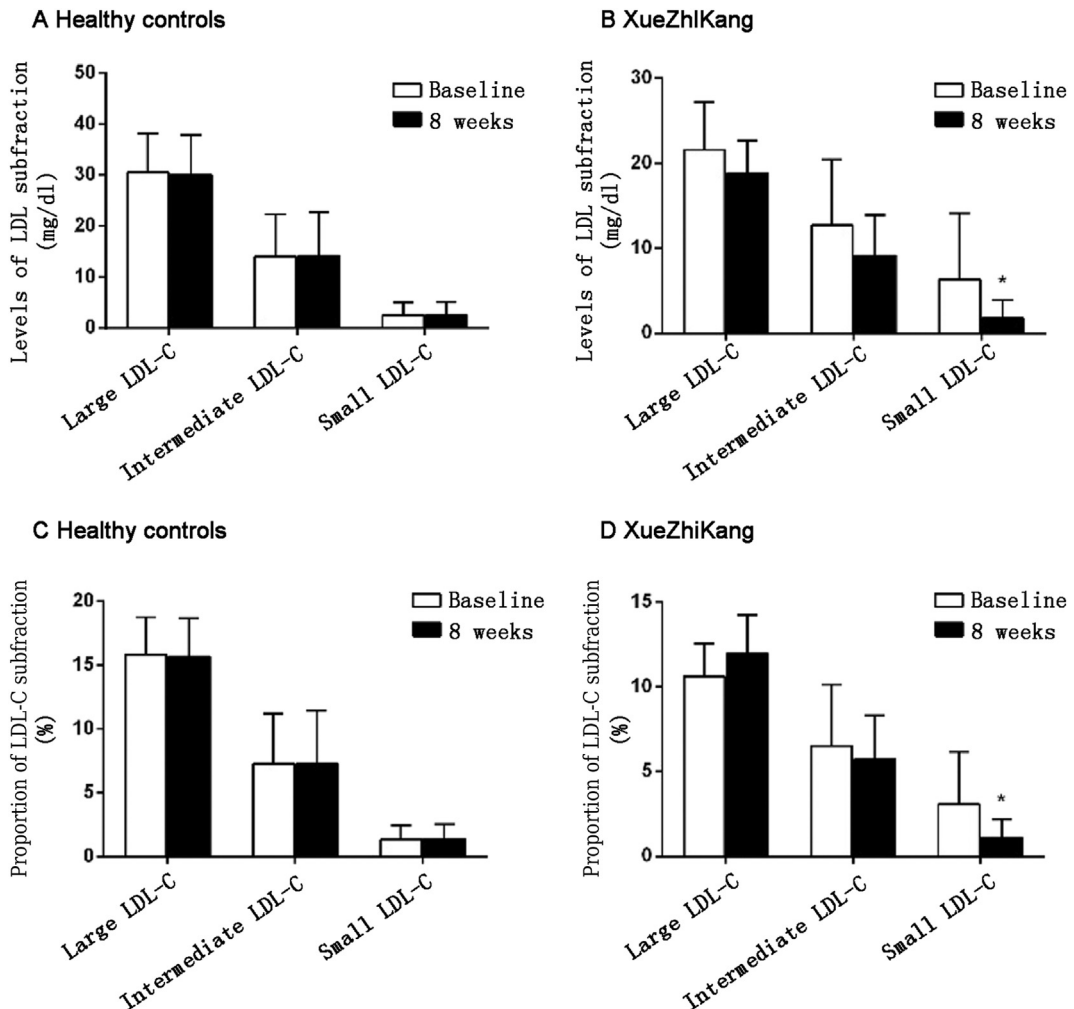 A Healthy controls
Levels of LDL subfraction
(mg/dl)
50
40
30
20
10
0
Baseline
8 weeks
Large LDL-C
Intermediate LDL-C
Small LDL-C
B XueZhIKang
Levels of LDL subfraction
(mg/dl)
30
20
10
0
Baseline
8 weeks
*
Large LDL-C
Intermediate LDL-C
Small LDL-C
C Healthy controls
Proportion of LDL-C subfraction
(%)
20
15
10
5
0
Baseline
8 weeks
Large LDL-C
Intermediate LDL-C
Small LDL-C
D XueZhiKang
Proportion of LDL-C subfraction
(%)
15
10
5
0
Baseline
8 weeks
*
Large LDL-C
Intermediate LDL-C
Small LDL-C